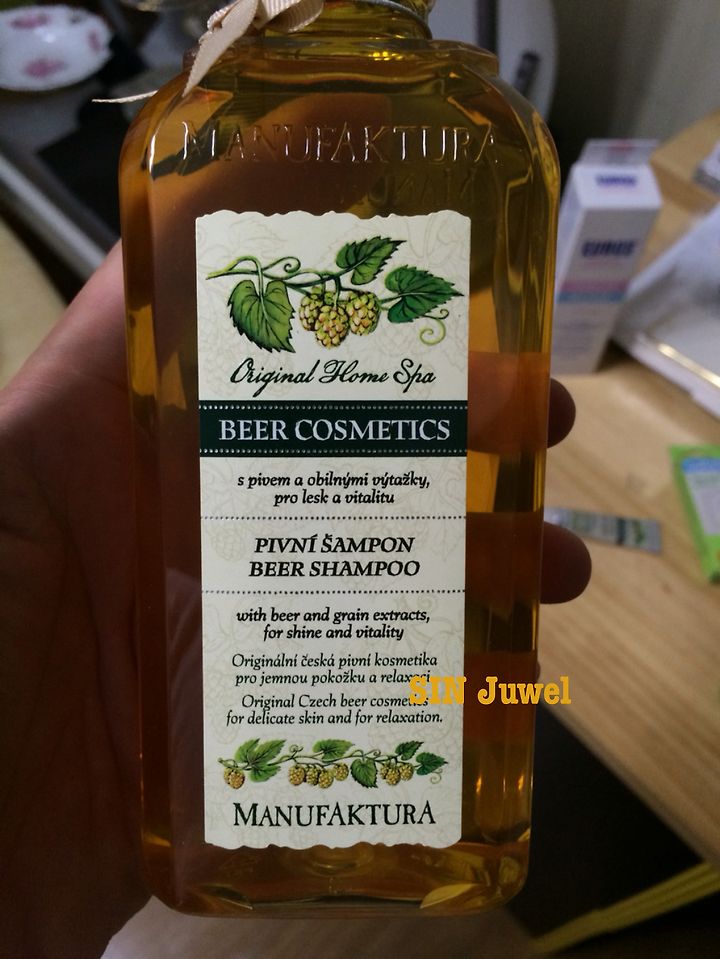 MANUFAKTURA
Original Home Spa
BEER COSMETICS
s pivem a obilnými výtažky,
pro lesk a vitalitu
PIVNÍ ŠAMPON
BEER SHAMPOO
with beer and grain extracts,
for shine and vitality
Originální česká pivní kosmetika
pro jemnou pokožku a relaxaci
SIN Juwel
Original Czech beer cosmetics
for delicate skin and for relaxation.
MANUFAKTURA